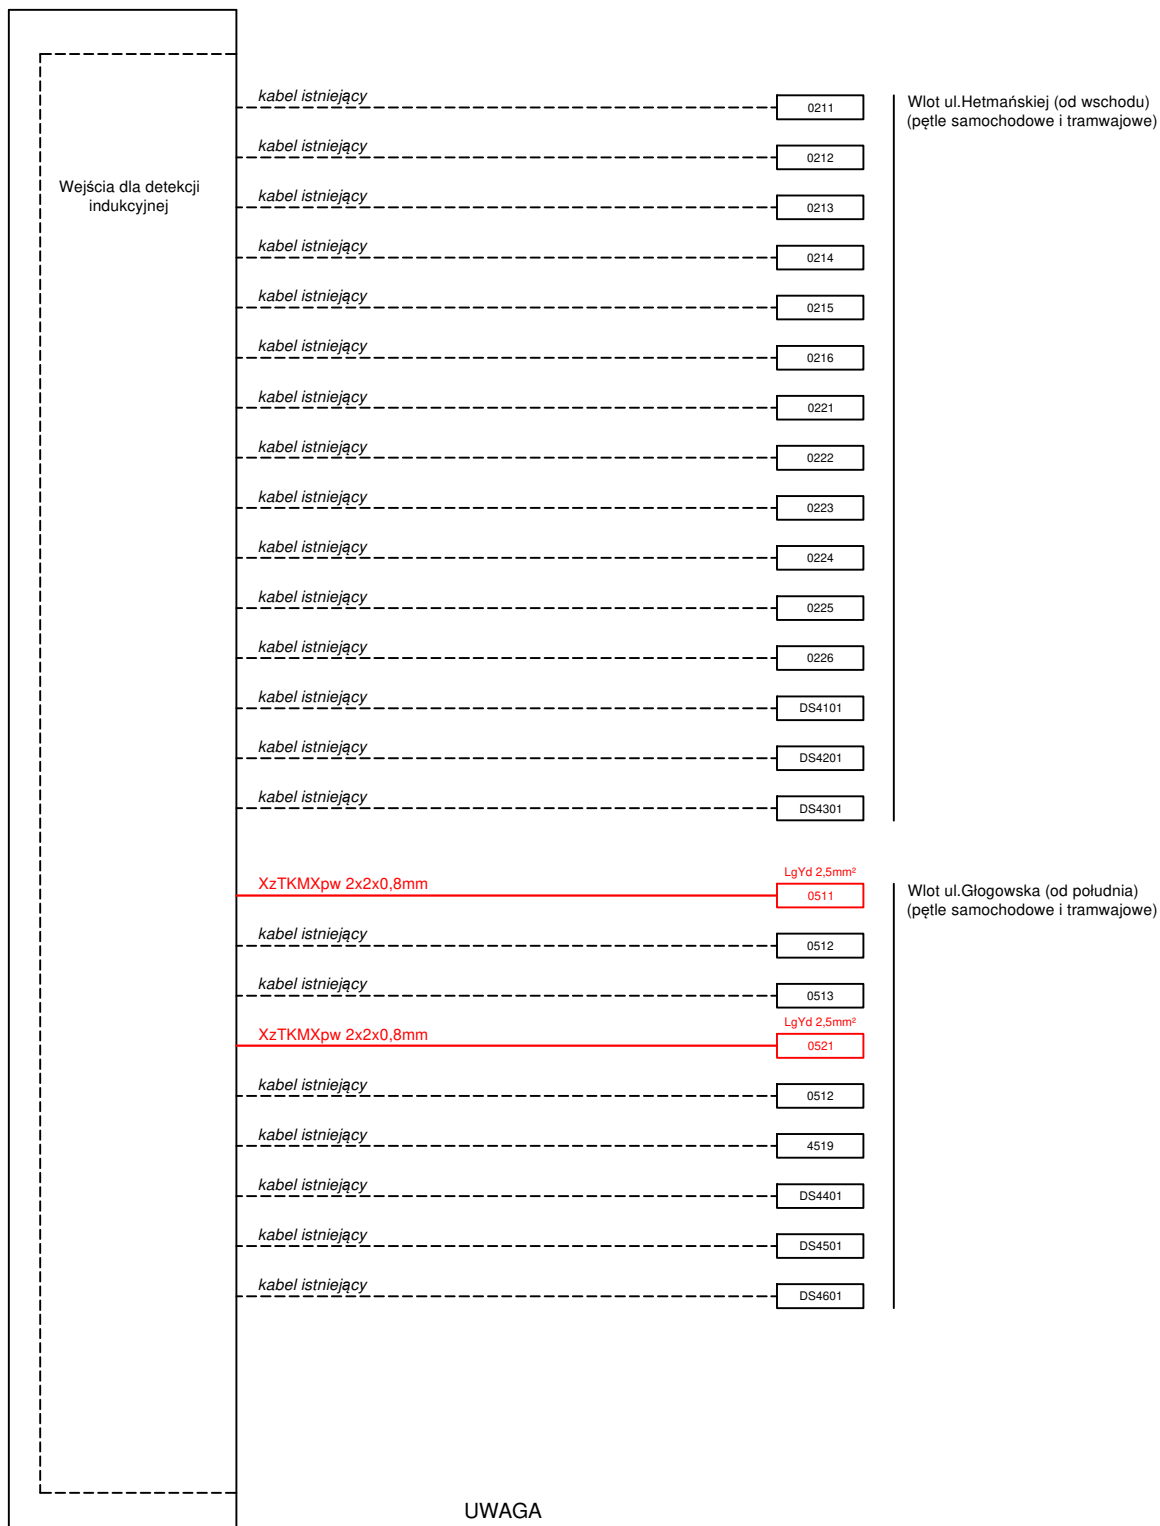 kabel istniejący
0211
Wlot ul.Hetmańskiej (od wschodu)
(pętle samochodowe i tramwajowe)
kabel istniejący
0212
Wejścia dla detekcji
indukcyjnej
kabel istniejący
0213
kabel istniejący
0214
kabel istniejący
0215
kabel istniejący
0216
kabel istniejący
0221
kabel istniejący
0222
kabel istniejący
0223
kabel istniejący
0224
kabel istniejący
0225
kabel istniejący
0226
kabel istniejący
DS4101
kabel istniejący
DS4201
kabel istniejący
DS4301
XzTKMXpw 2x2x0,8mm
LgYd 2,5mm²
0511
Wlot ul.Głogowska (od południa)
(pętle samochodowe i tramwajowe)
kabel istniejący
0512
kabel istniejący
0513
XzTKMXpw 2x2x0,8mm
LgYd 2,5mm²
0521
kabel istniejący
0512
kabel istniejący
4519
kabel istniejący
DS4401
kabel istniejący
DS4501
kabel istniejący
DS4601
UWAGA